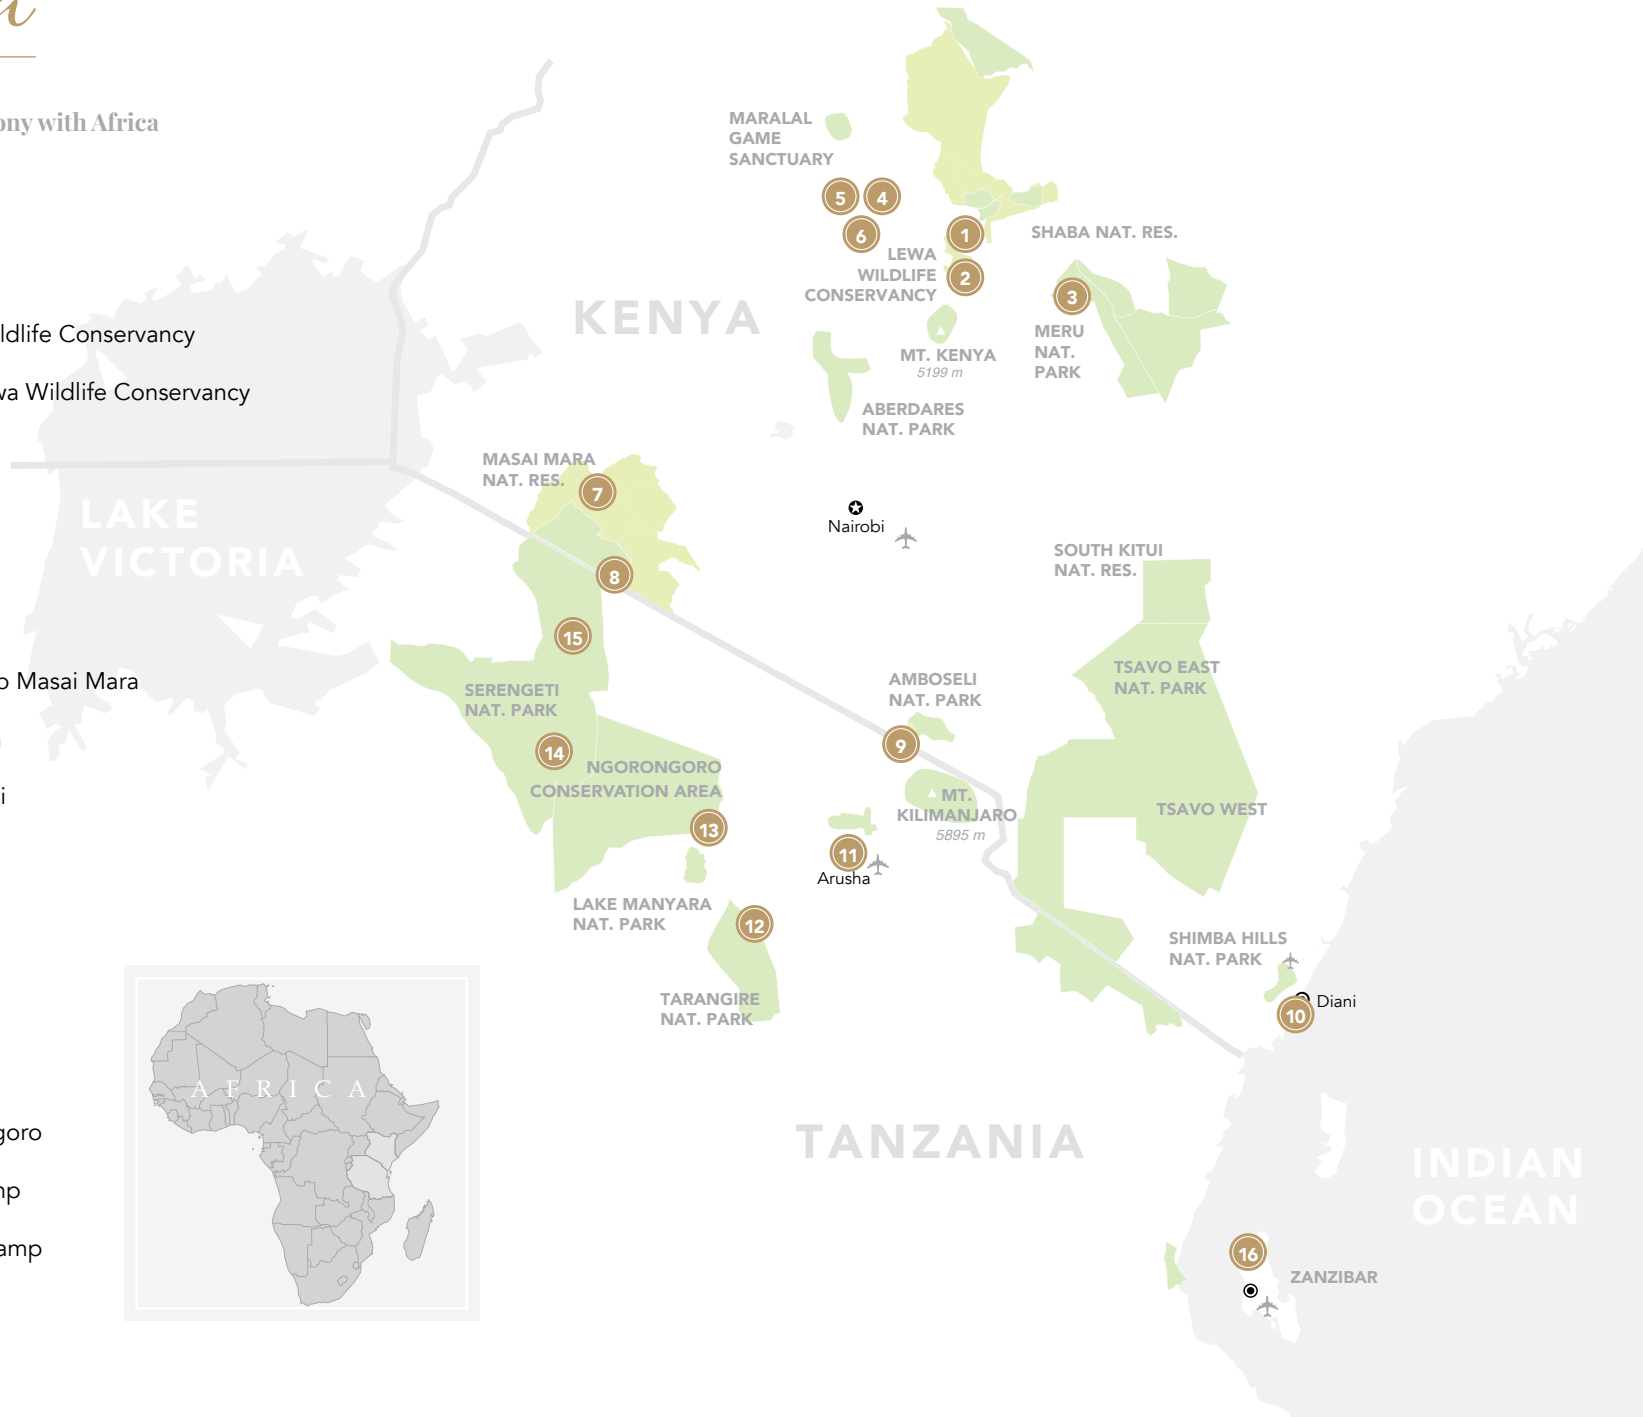 ony with Africa
ldlife Conservancy
wa Wildlife Conservancy
o Masai Mara
i
goro
np
amp
MARALAL
GAME
SANCTUARY
5
4
6
1
LEWA
WILDLIFE
CONSERVANCY
2
SHABA NAT. RES.
3
MERU
NAT.
PARK
KENYA
MT. KENYA
5199 m
ABERDARES
NAT. PARK
MASAI MARA
NAT. RES.
7
LAKE
VICTORIA
Nairobi
8
SOUTH KITUI
NAT. RES.
15
SERENGETI
NAT. PARK
AMBOSELI
NAT. PARK
TSAVO EAST
NAT. PARK
14
9
NGORONGORO
CONSERVATION AREA
MT.
KILIMANJARO
5895 m
TSAVO WEST
13
11
Arusha
LAKE MANYARA
NAT. PARK
12
SHIMBA HILLS
NAT. PARK
TARANGIRE
NAT. PARK
Diani
10
AFRICA
TANZANIA
INDIAN
OCEAN
16
ZANZIBAR